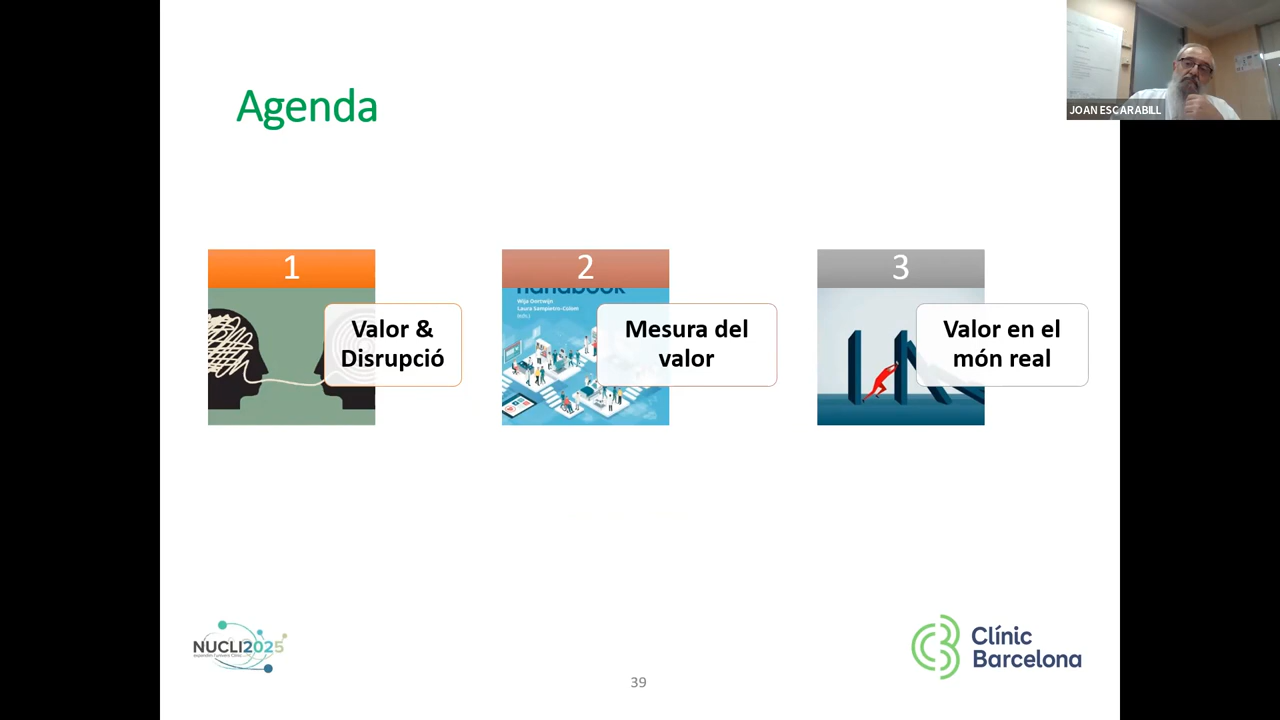 JOAN ESCARABILL
Agenda
1
Valor &
Disrupció
2
handbook
Wija Oortwijn
Laura Sampietro-Colom
(eds.)
Mesura del
valor
3
Valor en el
món real
NUCLI2025
Clínic
Barcelona
39